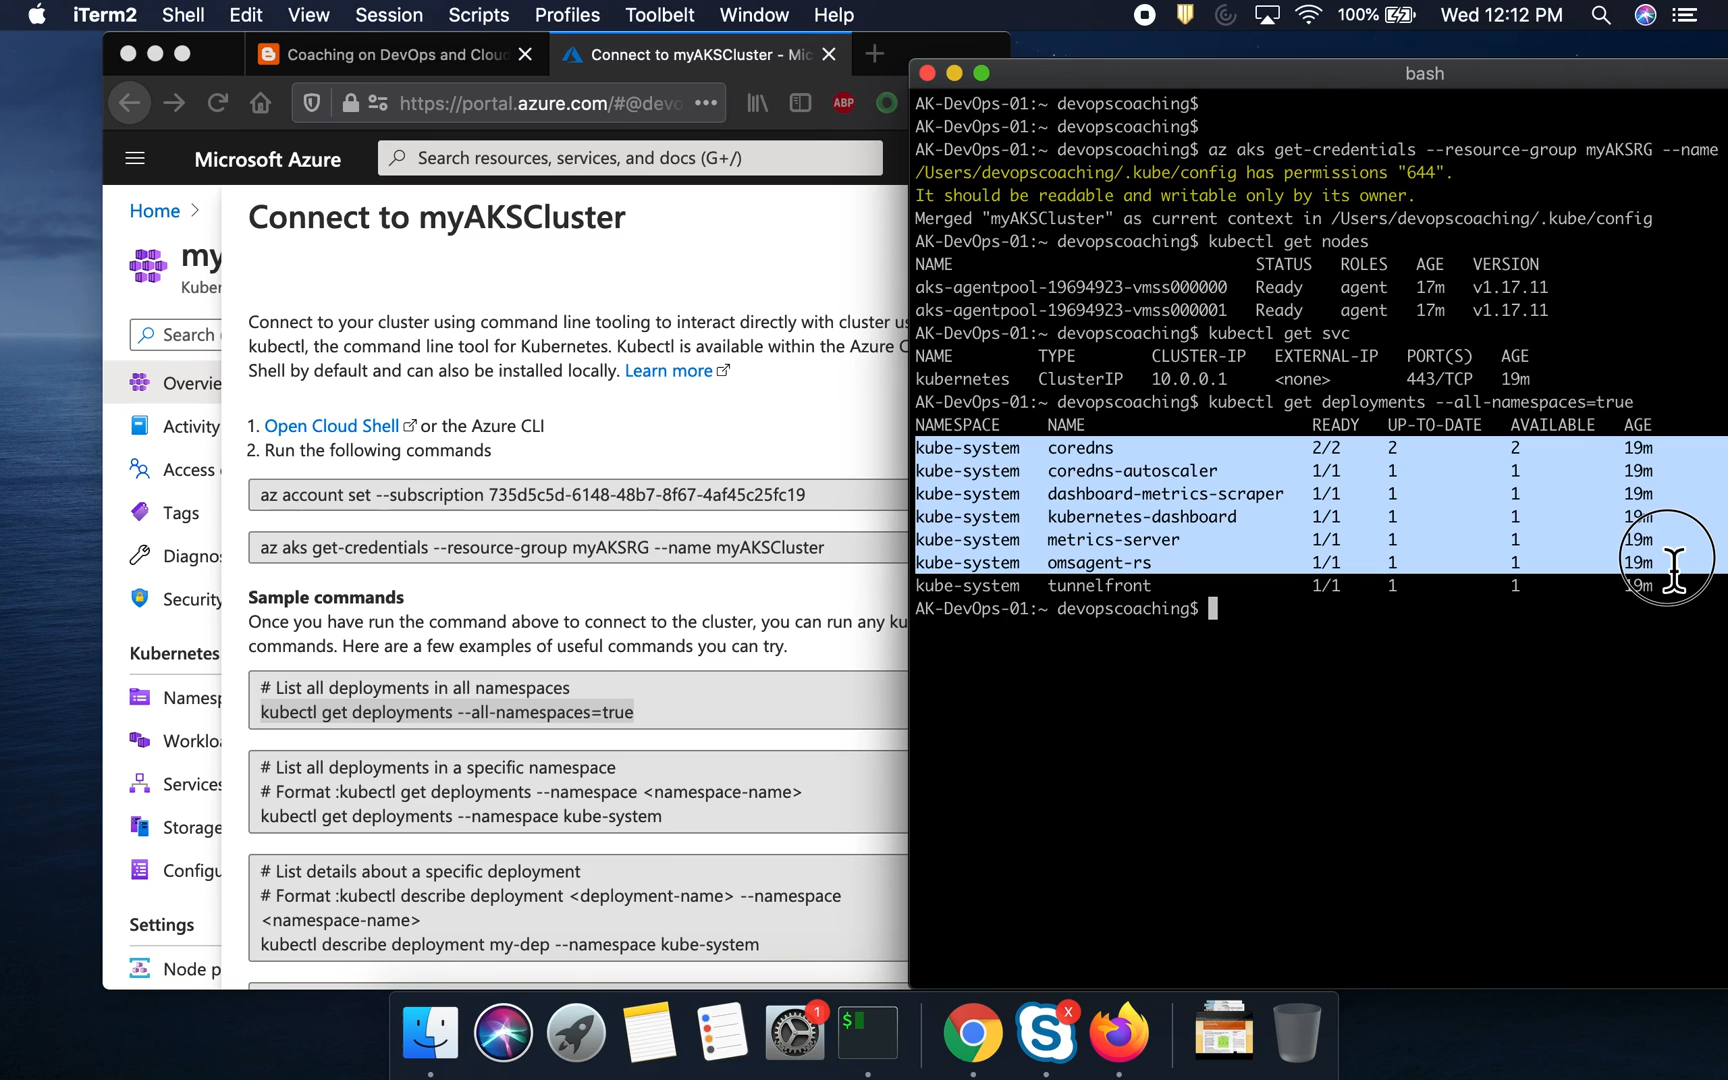 iTerm2 Shell Edit View Session Scripts Profiles Toolbelt Window Help 100% Wed 12:12 PM
Coaching on DevOps and Clou
Connect to myAKSCluster - Mic
https://portal.azure.com/#@devo
ABP
Microsoft Azure
Search resources, services, and docs (G+/)
Home
my
Kuber
Search
Overvie
Activity
Access
Tags
Diagnos
Security
Kubernetes
Namesp
Workloa
Services
Storage
Configu
Settings
Node p
Connect to myAKSCluster
Connect to your cluster using command line tooling to interact directly with cluster us
kubectl, the command line tool for Kubernetes. Kubectl is available within the Azure C
Shell by default and can also be installed locally. Learn more
1. Open Cloud Shell or the Azure CLI
2. Run the following commands
az account set --subscription 735d5c5d-6148-48b7-8f67-4af45c25fc19
az aks get-credentials --resource-group myAKSRG --name myAKSCluster
Sample commands
Once you have run the command above to connect to the cluster, you can run any ku
commands. Here are a few examples of useful commands you can try.
# List all deployments in all namespaces
kubectl get deployments --all-namespaces=true
# List all deployments in a specific namespace
# Format :kubectl get deployments --namespace <namespace-name>
kubectl get deployments --namespace kube-system
# List details about a specific deployment
# Format :kubectl describe deployment <deployment-name> --namespace
<namespace-name>
kubectl describe deployment my-dep --namespace kube-system
bash
AK-DevOps-01:~ devopscoaching$
AK-DevOps-01:~ devopscoaching$
AK-DevOps-01:~ devopscoaching$ az aks get-credentials --resource-group myAKSRG --name
/Users/devopscoaching/.kube/config has permissions "644".
It should be readable and writable only by its owner.
Merged "myAKSCluster" as current context in /Users/devopscoaching/.kube/config
AK-DevOps-01:~ devopscoaching$ kubectl get nodes
NAME STATUS ROLES AGE VERSION
aks-agentpool-19694923-vmss000000 Ready agent 17m v1.17.11
aks-agentpool-19694923-vmss000001 Ready agent 17m v1.17.11
AK-DevOps-01:~ devopscoaching$ kubectl get svc
NAME TYPE CLUSTER-IP EXTERNAL-IP PORT(S) AGE
kubernetes ClusterIP 10.0.0.1 <none> 443/TCP 19m
AK-DevOps-01:~ devopscoaching$ kubectl get deployments --all-namespaces=true
NAMESPACE NAME READY UP-TO-DATE AVAILABLE AGE
kube-system coredns 2/2 2 2 19m
kube-system coredns-autoscaler 1/1 1 1 19m
kube-system dashboard-metrics-scraper 1/1 1 1 19m
kube-system kubernetes-dashboard 1/1 1 1 19m
kube-system metrics-server 1/1 1 1 19m
kube-system omsagent-rs 1/1 1 1 19m
kube-system tunnelfront 1/1 1 1 19m
AK-DevOps-01:~ devopscoaching$
1
$
X